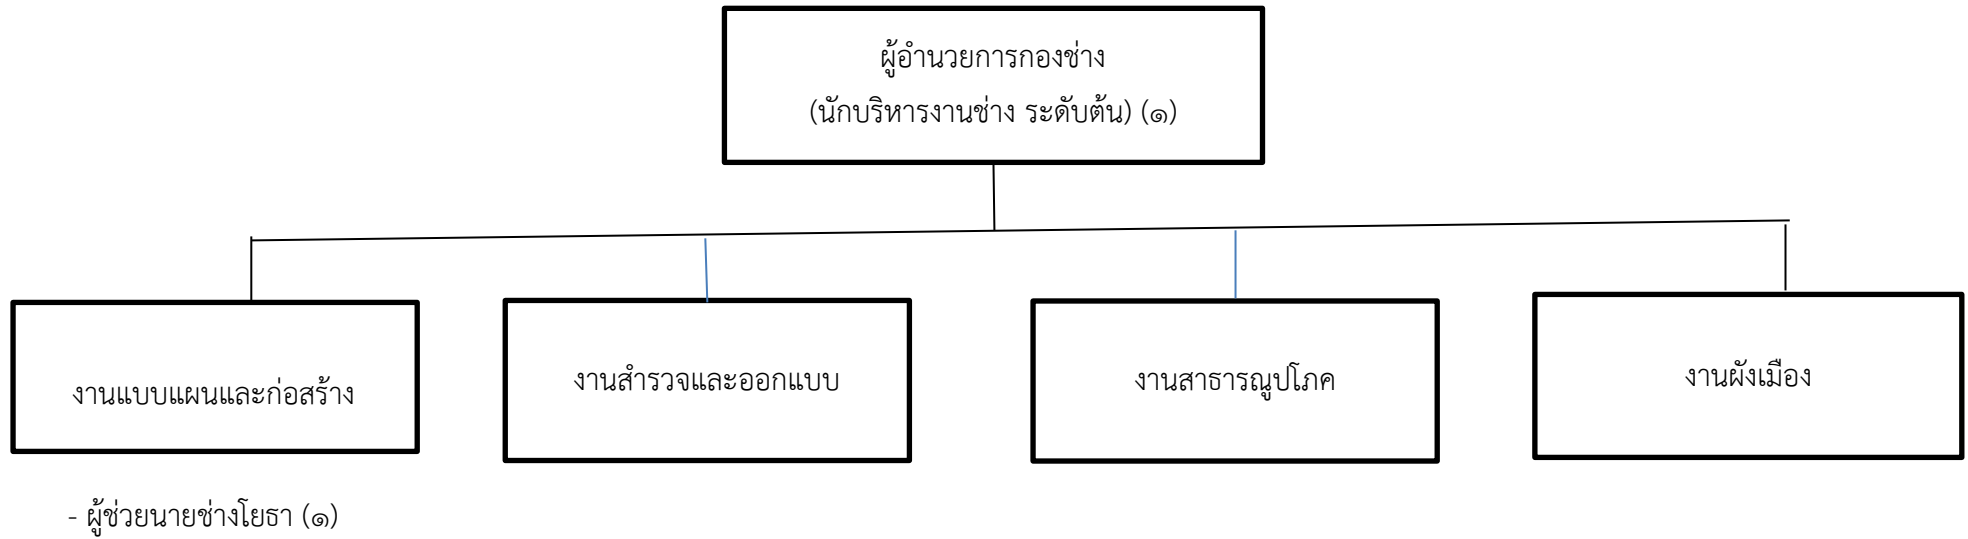 ผู้อำนวยการกองช่าง
(นักบริหารงานช่าง ระดับต้น) (๑)
งานแบบแผนและก่อสร้าง
งานสำรวจและออกแบบ
งานสาธารณูปโภค
งานผังเมือง
- ผู้ช่วยนายช่างโยธา (๑)